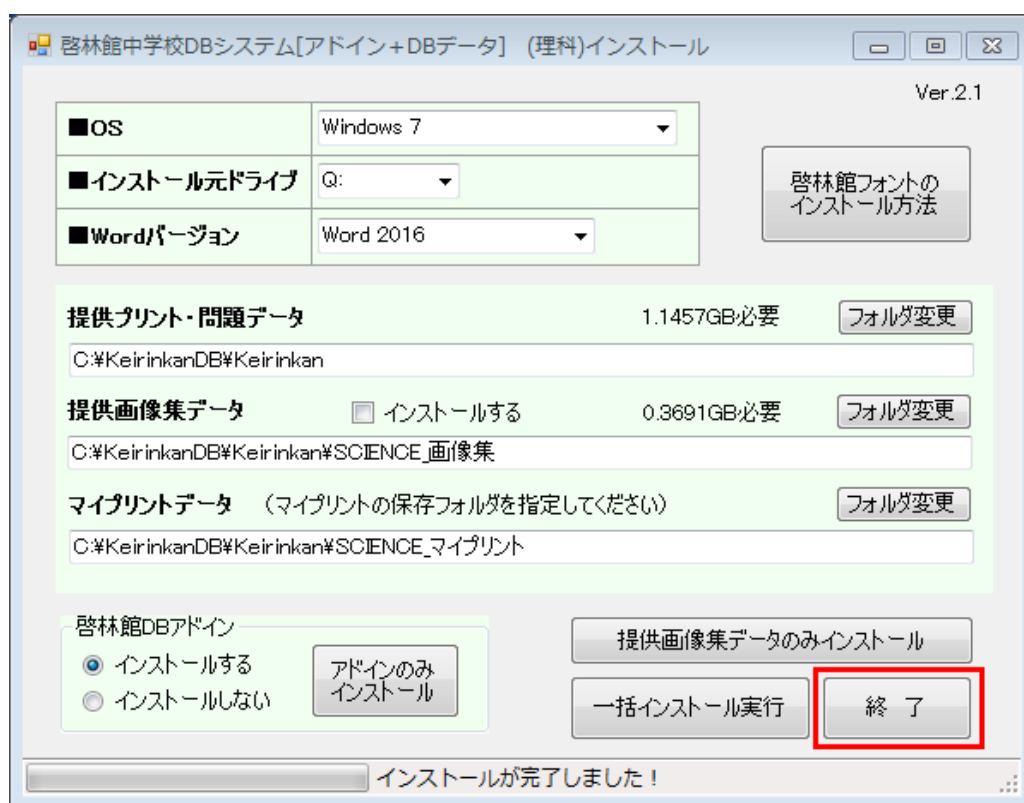 啓林館中学校DBシステム[アドイン+DBデータ] (理科)インストール
Ver.2.1
■OS
Windows 7
■インストール元ドライブ
Q:
■Wordバージョン
Word 2016
啓林館フォントの
インストール方法
提供プリント・問題データ
1.1457GB必要
フォルダ変更
C:¥KeirinkanDB¥Keirinkan
提供画像集データ
インストールする
0.3691GB必要
フォルダ変更
C:¥KeirinkanDB¥Keirinkan¥SCIENCE_画像集
マイプリントデータ (マイプリントの保存フォルダを指定してください)
フォルダ変更
C:¥KeirinkanDB¥Keirinkan¥SCIENCE_マイプリント
啓林館DBアドイン
インストールする
インストールしない
アドインのみ
インストール
提供画像集データのみインストール
一括インストール実行
終 了
インストールが完了しました!